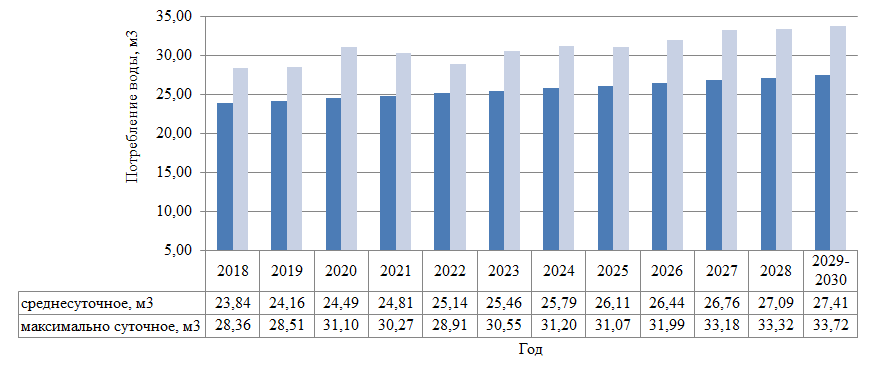 35,00
30,00
25,00
20,00
15,00
10,00
5,00
Потребление воды, м3
2018 2019 2020 2021 2022 2023 2024 2025 2026 2027 2028 2029-
2030
среднесуточное, м3 23,84 24,16 24,49 24,81 25,14 25,46 25,79 26,11 26,44 26,76 27,09 27,41
максимально суточное, м3 28,36 28,51 31,10 30,27 28,91 30,55 31,20 31,07 31,99 33,18 33,32 33,72
Год